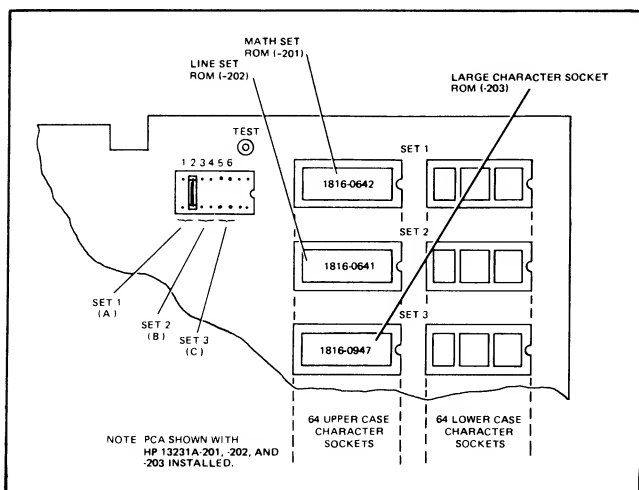 MATH SET
ROM (-201)
LINE SET
ROM (-202)
LARGE CHARACTER SOCKET
ROM (-203)
TEST
SET 1
1 2 3 4 5 6
1816-0642
SET 2
1816-0641
SET 1
(A)
SET 2
(B)
SET 3
(C)
SET 3
1816-0947
64 UPPER CASE
CHARACTER
SOCKETS
64 LOWER CASE
CHARACTER
SOCKETS
NOTE PCA SHOWN WITH
HP 13231A-201, -202, AND
-203 INSTALLED.